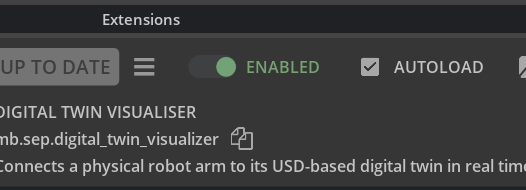 Extensions
UP TO DATE
ENABLED
AUTOLOAD
DIGITAL TWIN VISUALISER
mb.sep.digital_twin_visualizer
Connects a physical robot arm to its USD-based digital twin in real time